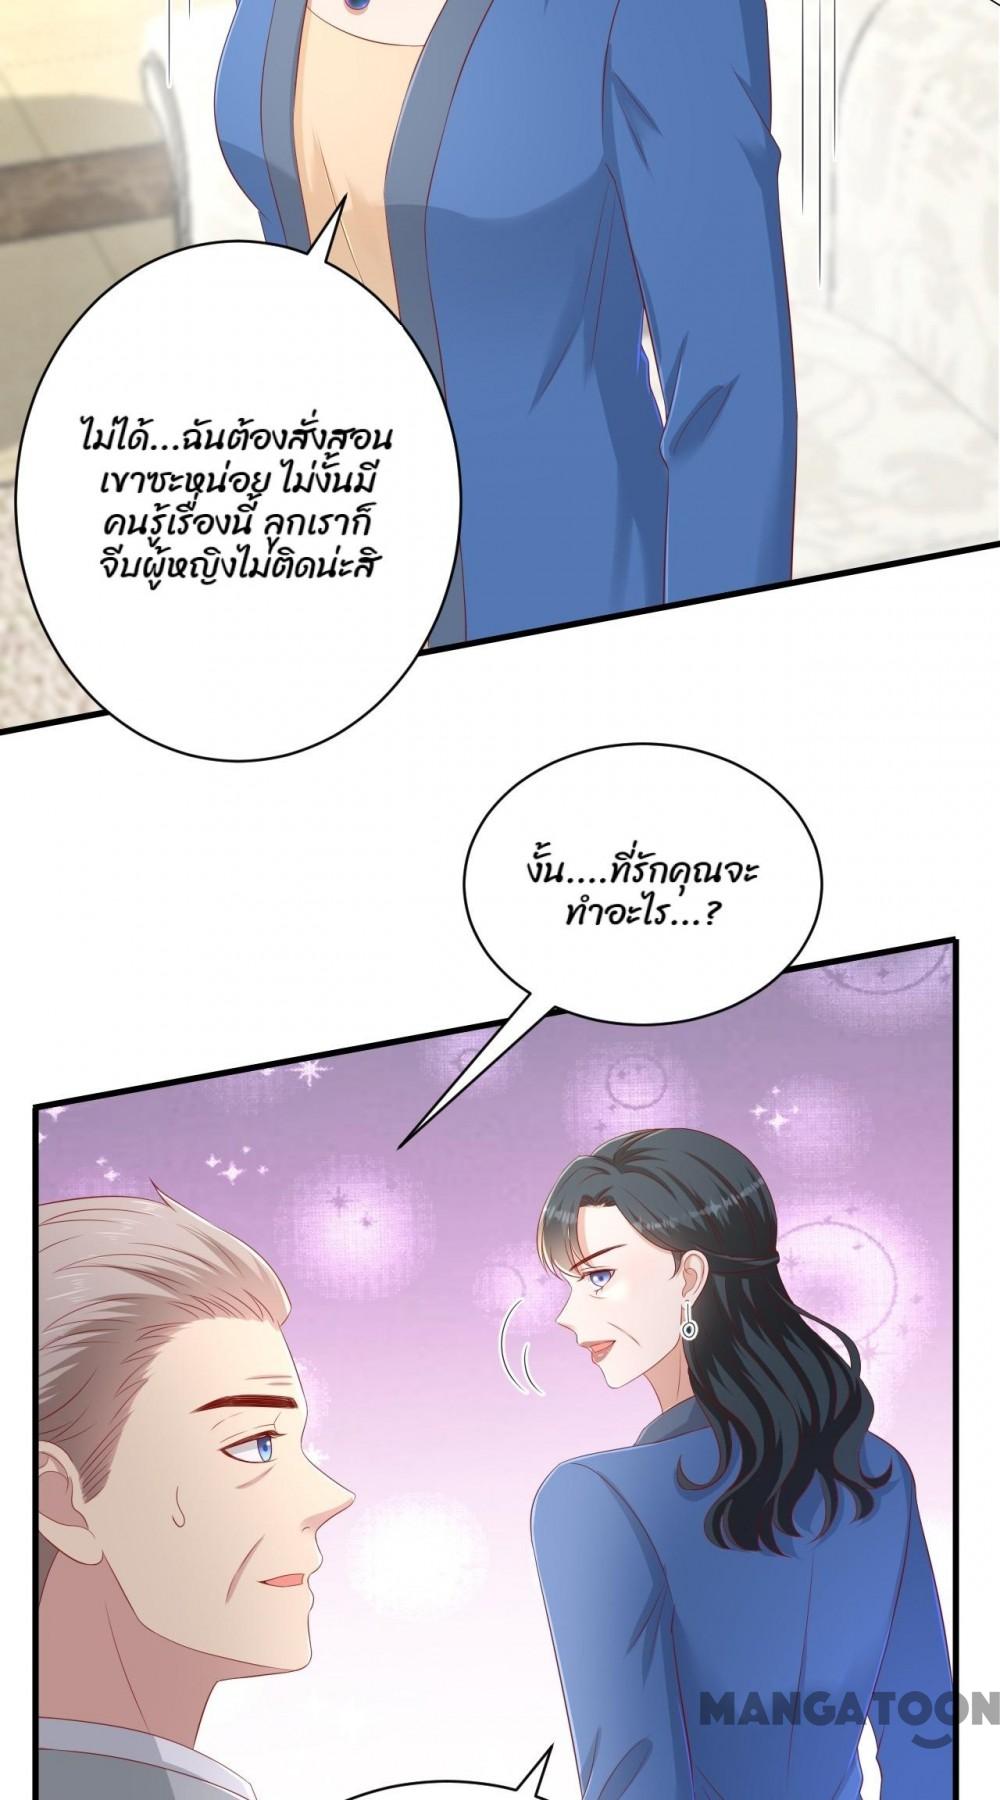 ไม่ได้...ฉันต้องสั่งสอน
เขาซะหน่อย ไม่งั้นมี
คนรู้เรื่องนี้ ลูกเราก็
จีบผู้หญิงไม่ติดน่ะสิ
งั้น....ที่รักคุณจะ
ทำอะไร...?
MANGATOON